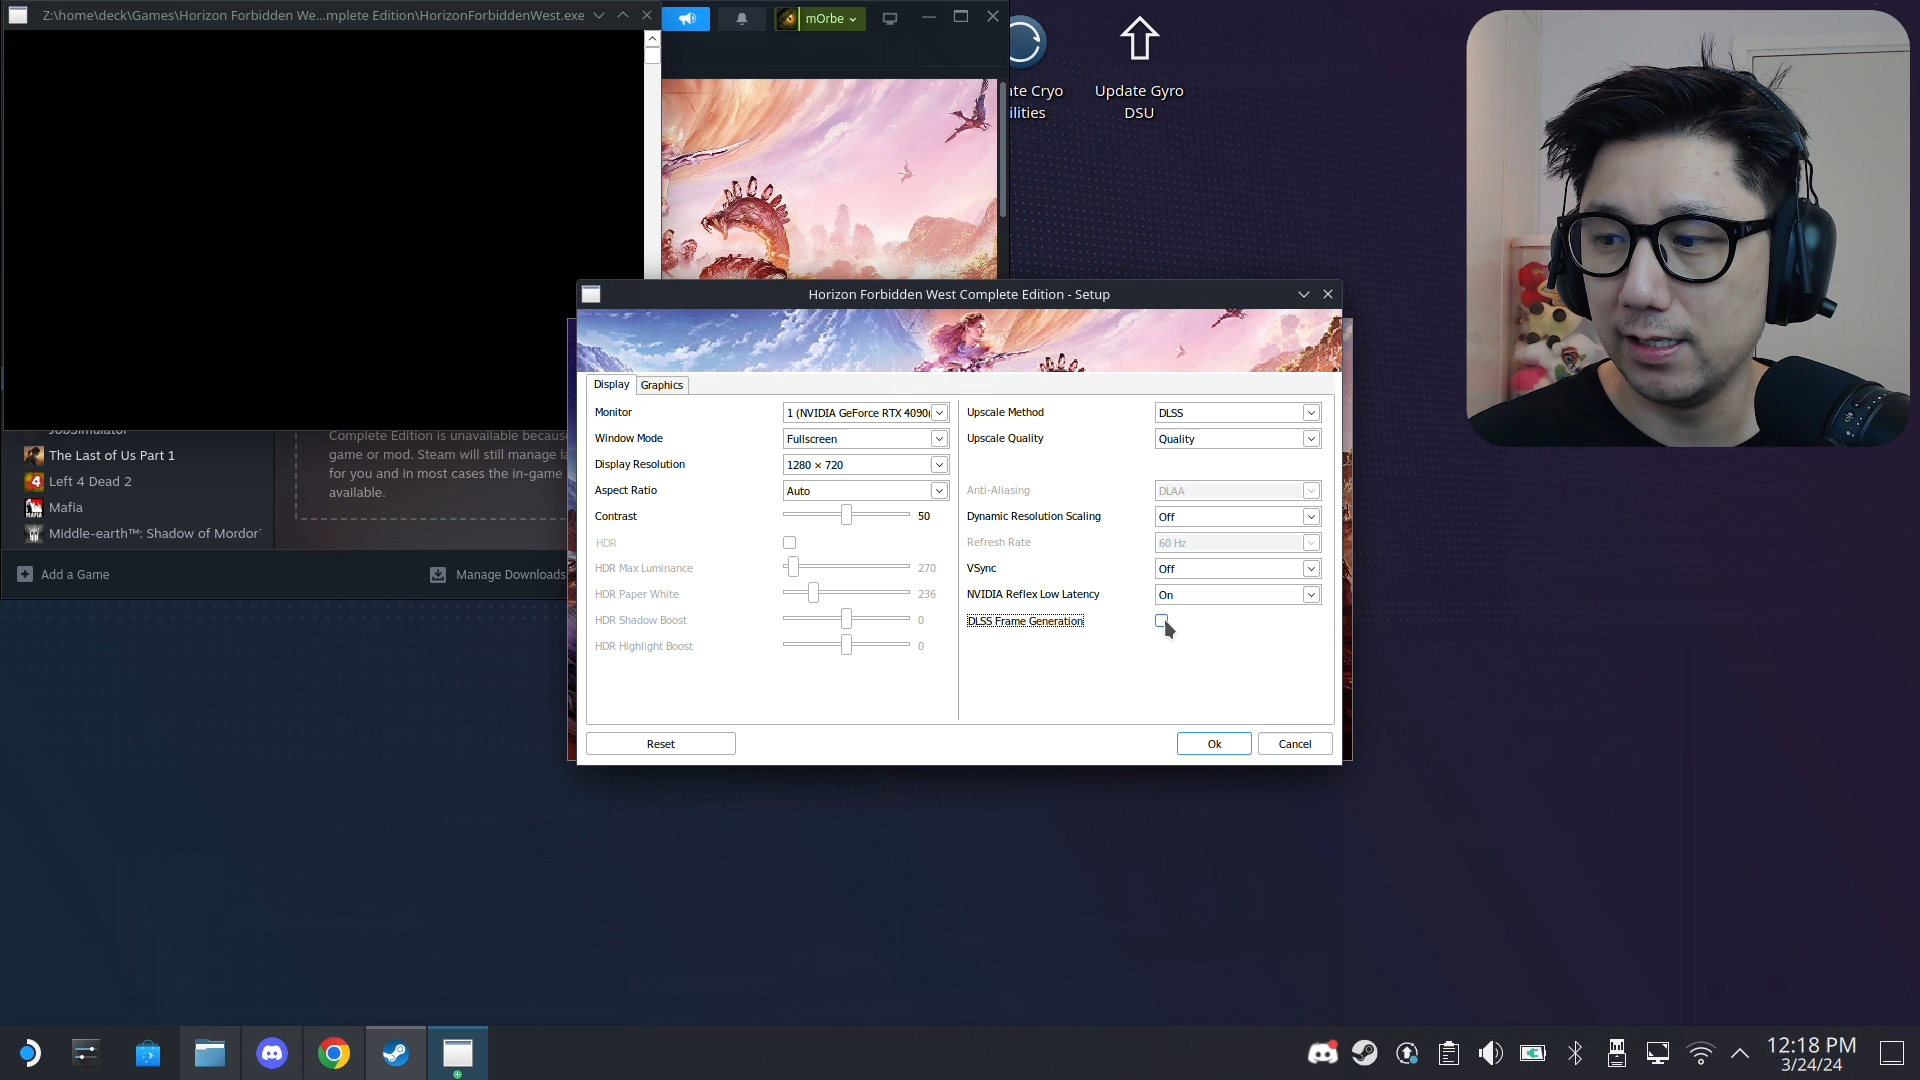 Z:\home\deck\Games\Horizon Forbidden We...mplete Edition\HorizonForbiddenWest.exe
mOrbe
ate Cryo
ilities
Update Gyro
DSU
Complete Edition is unavailable becaus
game or mod. Steam will still manage la
for you and in most cases the in-game
available.
JobSimulator
The Last of Us Part 1
Left 4 Dead 2
Mafia
Middle-earth™: Shadow of Mordor
Add a Game
Manage Downloads
Horizon Forbidden West Complete Edition - Setup
Display
Graphics
Monitor
1 (NVIDIA GeForce RTX 4090(
Window Mode
Fullscreen
Display Resolution
1280 × 720
Aspect Ratio
Auto
Contrast
50
HDR
HDR Max Luminance
270
HDR Paper White
236
HDR Shadow Boost
0
HDR Highlight Boost
0
Upscale Method
DLSS
Upscale Quality
Quality
Anti-Aliasing
DLAA
Dynamic Resolution Scaling
Off
Refresh Rate
60 Hz
VSync
Off
NVIDIA Reflex Low Latency
On
DLSS Frame Generation
Reset
Ok
Cancel
12:18 PM
3/24/24